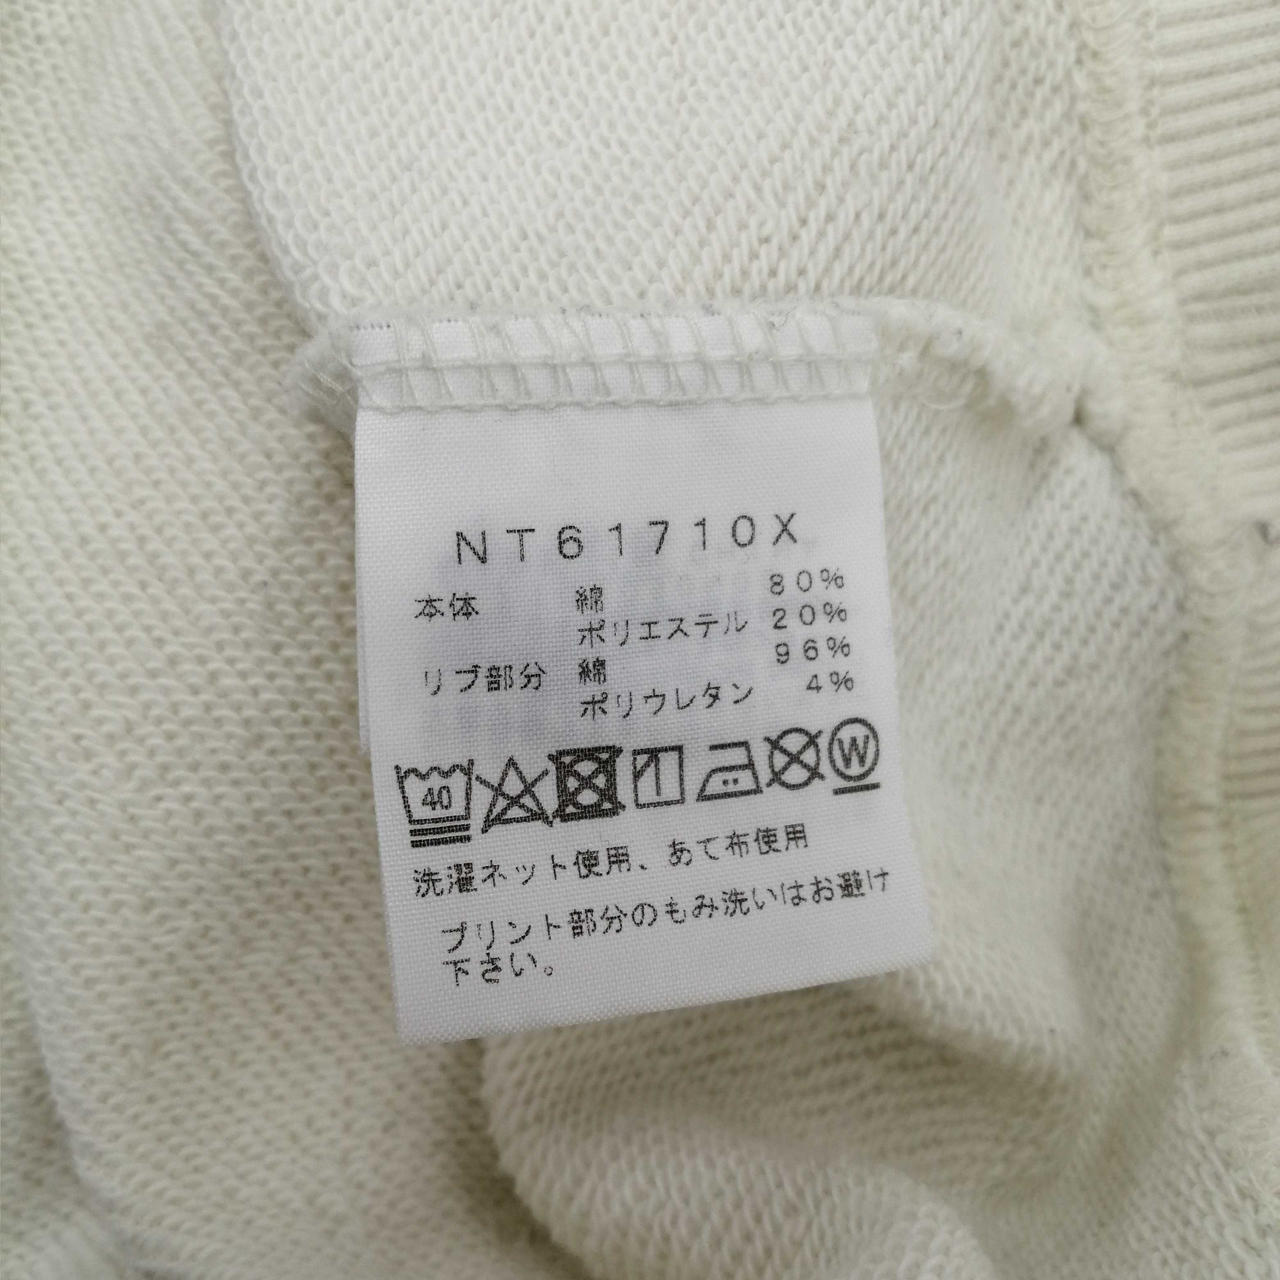 NT61710X
本体 綿 80%
ポリエステル 20%
リブ部分 綿 96%
ポリウレタン 4%
40 W
洗濯ネット使用、あて布使用
プリント部分のもみ洗いはお避け
下さい。